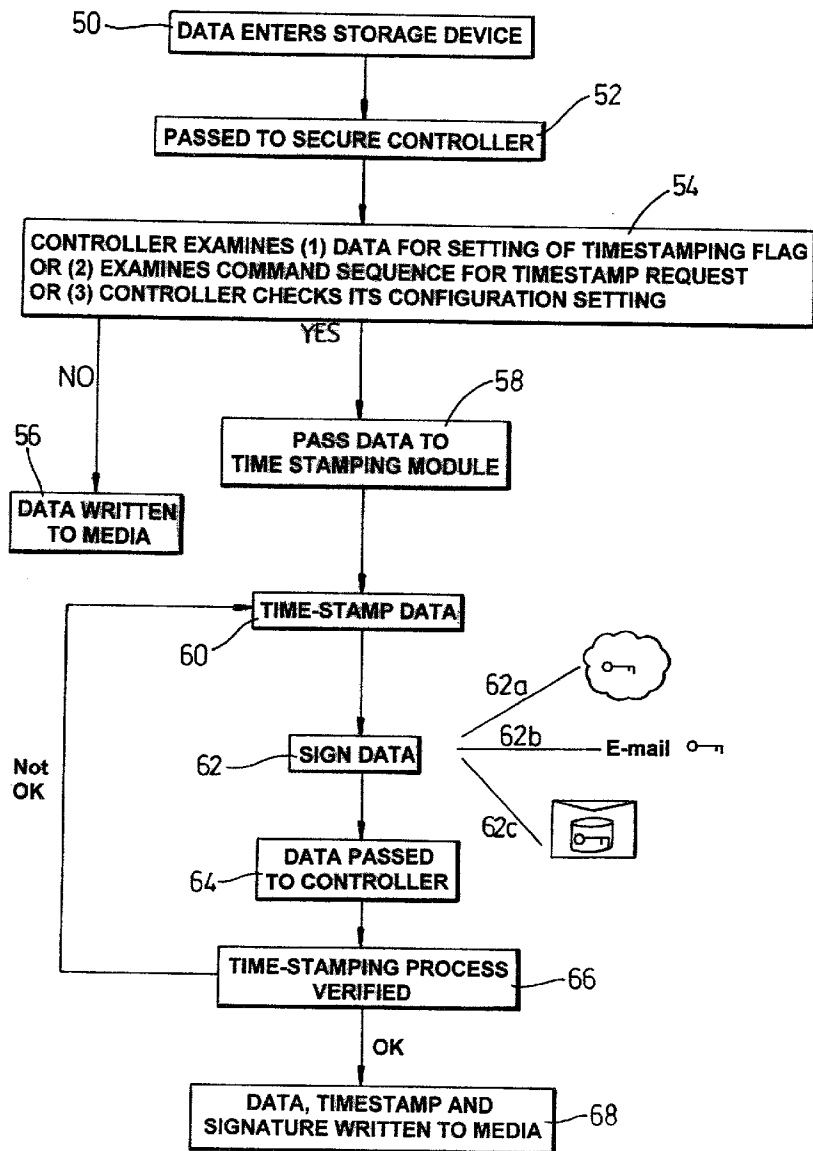 50
DATA ENTERS STORAGE DEVICE
52
PASSED TO SECURE CONTROLLER
54
CONTROLLER EXAMINES (1) DATA FOR SETTING OF TIMESTAMPING FLAG
OR (2) EXAMINES COMMAND SEQUENCE FOR TIMESTAMP REQUEST
OR (3) CONTROLLER CHECKS ITS CONFIGURATION SETTING
YES
NO
58
PASS DATA TO
TIME STAMPING MODULE
56
DATA WRITTEN
TO MEDIA
TIME-STAMP DATA
60
62a
62b
E-mail
62c
SIGN DATA
62
Not
OK
DATA PASSED
TO CONTROLLER
64
TIME-STAMPING PROCESS
VERIFIED
66
OK
DATA, TIMESTAMP AND
SIGNATURE WRITTEN TO MEDIA
68